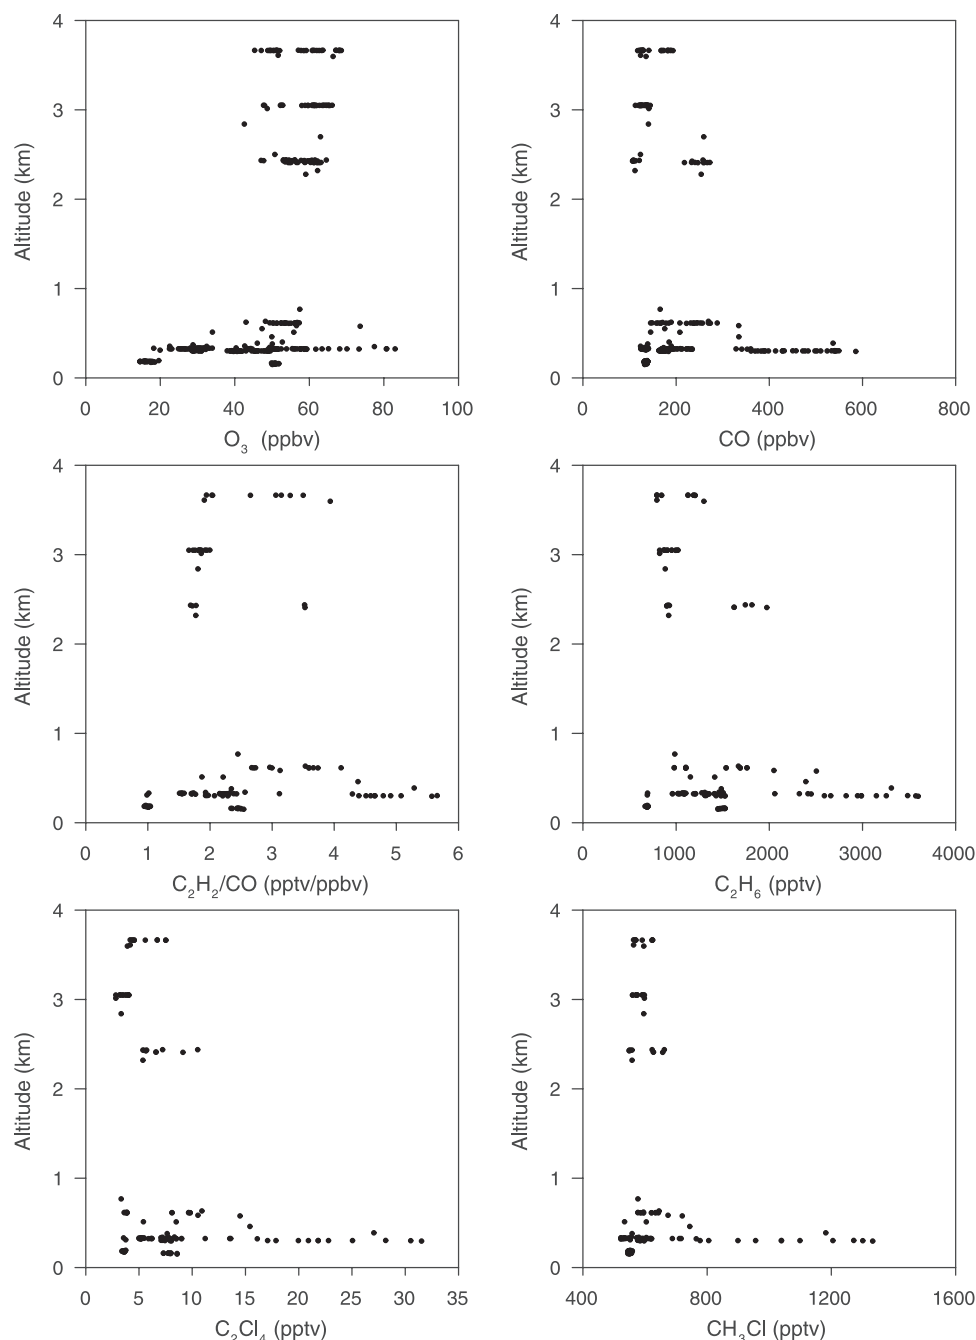 4
3
2
1
0
Altitude (km)
0 20 40 60 80 100
O₃ (ppbv)
4
3
2
1
0
Altitude (km)
0 200 400 600 800
CO (ppbv)
4
3
2
1
0
Altitude (km)
0 1 2 3 4 5 6
C₂H₂/CO (pptv/ppbv)
4
3
2
1
0
Altitude (km)
0 1000 2000 3000 4000
C₂H₆ (pptv)
4
3
2
1
0
Altitude (km)
0 5 10 15 20 25 30 35
C₂Cl₄ (pptv)
4
3
2
1
0
Altitude (km)
400 800 1200 1600
CH₃Cl (pptv)